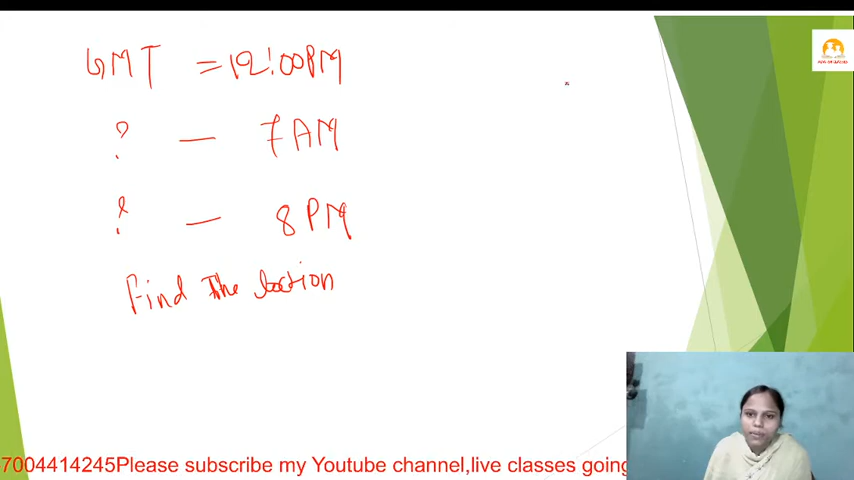 GMT = 12:00PM
? — 7AM
? — 8PM
Find The location
7004414245Please subscribe my Youtube channel,live classes going